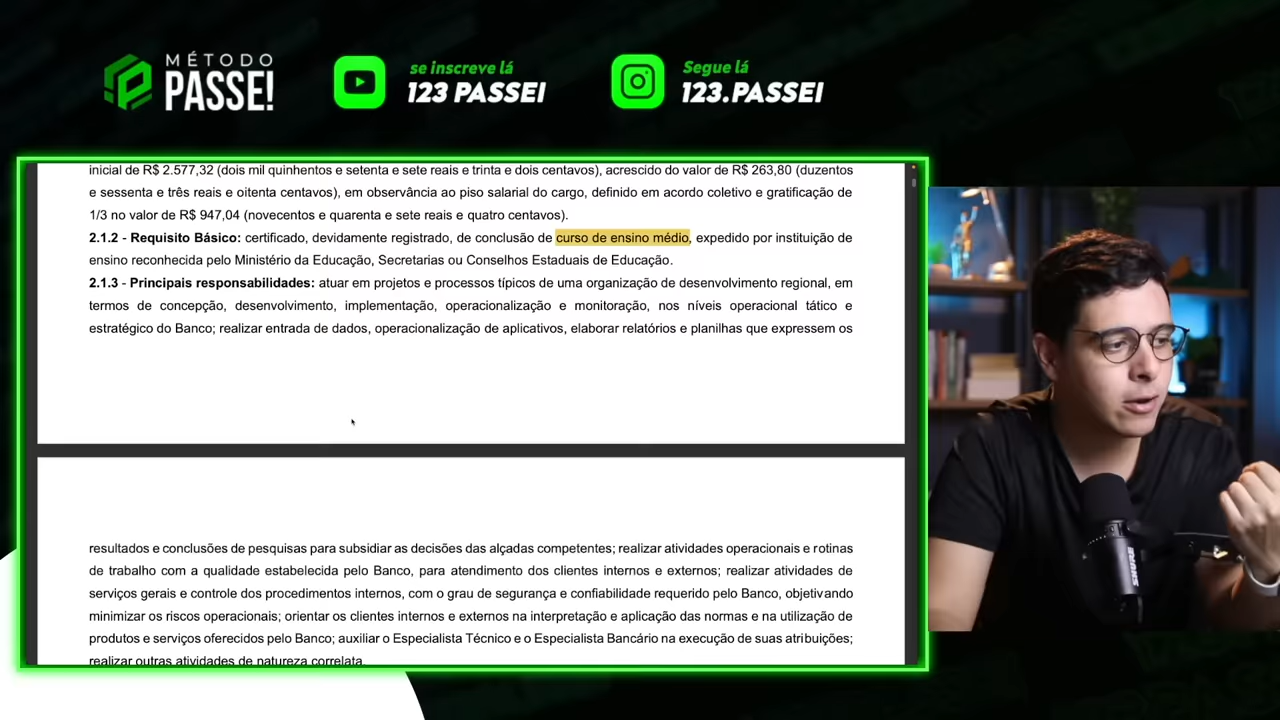 MÉTODO
PASSE!
se inscreve lá
123 PASSEI
Segue lá
123.PASSEI
inicial de R$ 2.577,32 (dois mil quinhentos e setenta e sete reais e trinta e dois centavos), acrescido do valor de R$ 263,80 (duzentos
e sessenta e três reais e oitenta centavos), em observância ao piso salarial do cargo, definido em acordo coletivo e gratificação de
1/3 no valor de R$ 947,04 (novecentos e quarenta e sete reais e quatro centavos).
2.1.2 - Requisito Básico: certificado, devidamente registrado, de conclusão de curso de ensino médio, expedido por instituição de
ensino reconhecida pelo Ministério da Educação, Secretarias ou Conselhos Estaduais de Educação.
2.1.3 - Principais responsabilidades: atuar em projetos e processos típicos de uma organização de desenvolvimento regional, em
termos de concepção, desenvolvimento, implementação, operacionalização e monitoração, nos níveis operacional tático e
estratégico do Banco; realizar entrada de dados, operacionalização de aplicativos, elaborar relatórios e planilhas que expressem os
resultados e conclusões de pesquisas para subsidiar as decisões das alçadas competentes; realizar atividades operacionais e rotinas
de trabalho com a qualidade estabelecida pelo Banco, para atendimento dos clientes internos e externos; realizar atividades de
serviços gerais e controle dos procedimentos internos, com o grau de segurança e confiabilidade requerido pelo Banco, objetivando
minimizar os riscos operacionais; orientar os clientes internos e externos na interpretação e aplicação das normas e na utilização de
produtos e serviços oferecidos pelo Banco; auxiliar o Especialista Técnico e o Especialista Bancário na execução de suas atribuições;
realizar outras atividades de natureza correlata.
SHURE